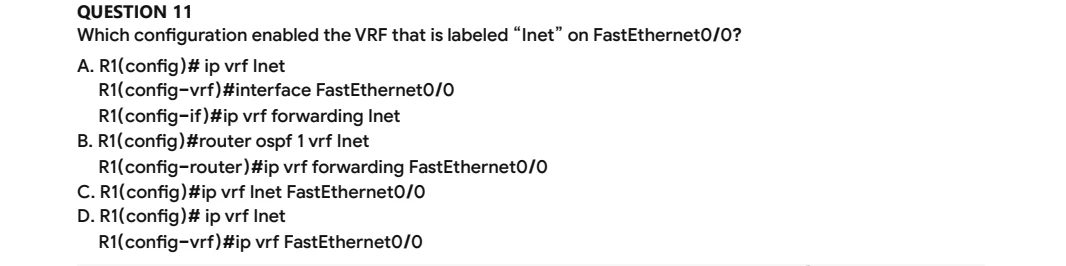 QUESTION 11
Which configuration enabled the VRF that is labeled “Inet” on FastEthernet0/0?
A. R1(config)# ip vrf Inet
R1(config-vrf)#interface FastEthernet0/0
R1(config-if)#ip vrf forwarding Inet
B. R1(config)#router ospf 1 vrf Inet
R1(config-router)#ip vrf forwarding FastEthernet0/0
C. R1(config)#ip vrf Inet FastEthernet0/0
D. R1(config)# ip vrf Inet
R1(config-vrf)#ip vrf FastEthernet0/0